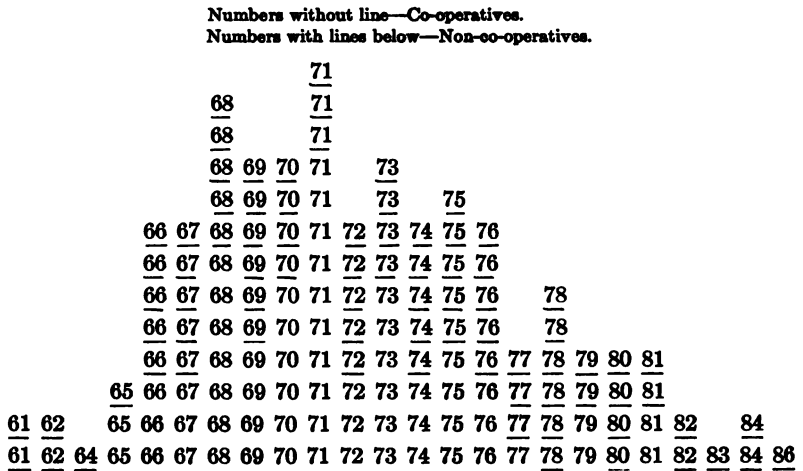 Numbers without line—Co-operatives.
Numbers with lines below—Non-co-operatives.
71
68 71
68 71
68 69 70 71 73
68 69 70 71 73 75
66 67 68 69 70 71 72 73 74 75 76
66 67 68 69 70 71 72 73 74 75 76
66 67 68 69 70 71 72 73 74 75 76 78
66 67 68 69 70 71 72 73 74 75 76 78
66 67 68 69 70 71 72 73 74 75 76 77 78 79 80 81
65 66 67 68 69 70 71 72 73 74 75 76 77 78 79 80 81
61 62 65 66 67 68 69 70 71 72 73 74 75 76 77 78 79 80 81 82 84
61 62 64 65 66 67 68 69 70 71 72 73 74 75 76 77 78 79 80 81 82 83 84 86